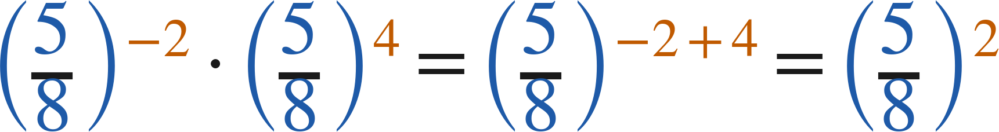 (5/8)⁻² · (5/8)⁴ = (5/8)⁻²⁺⁴ = (5/8)²